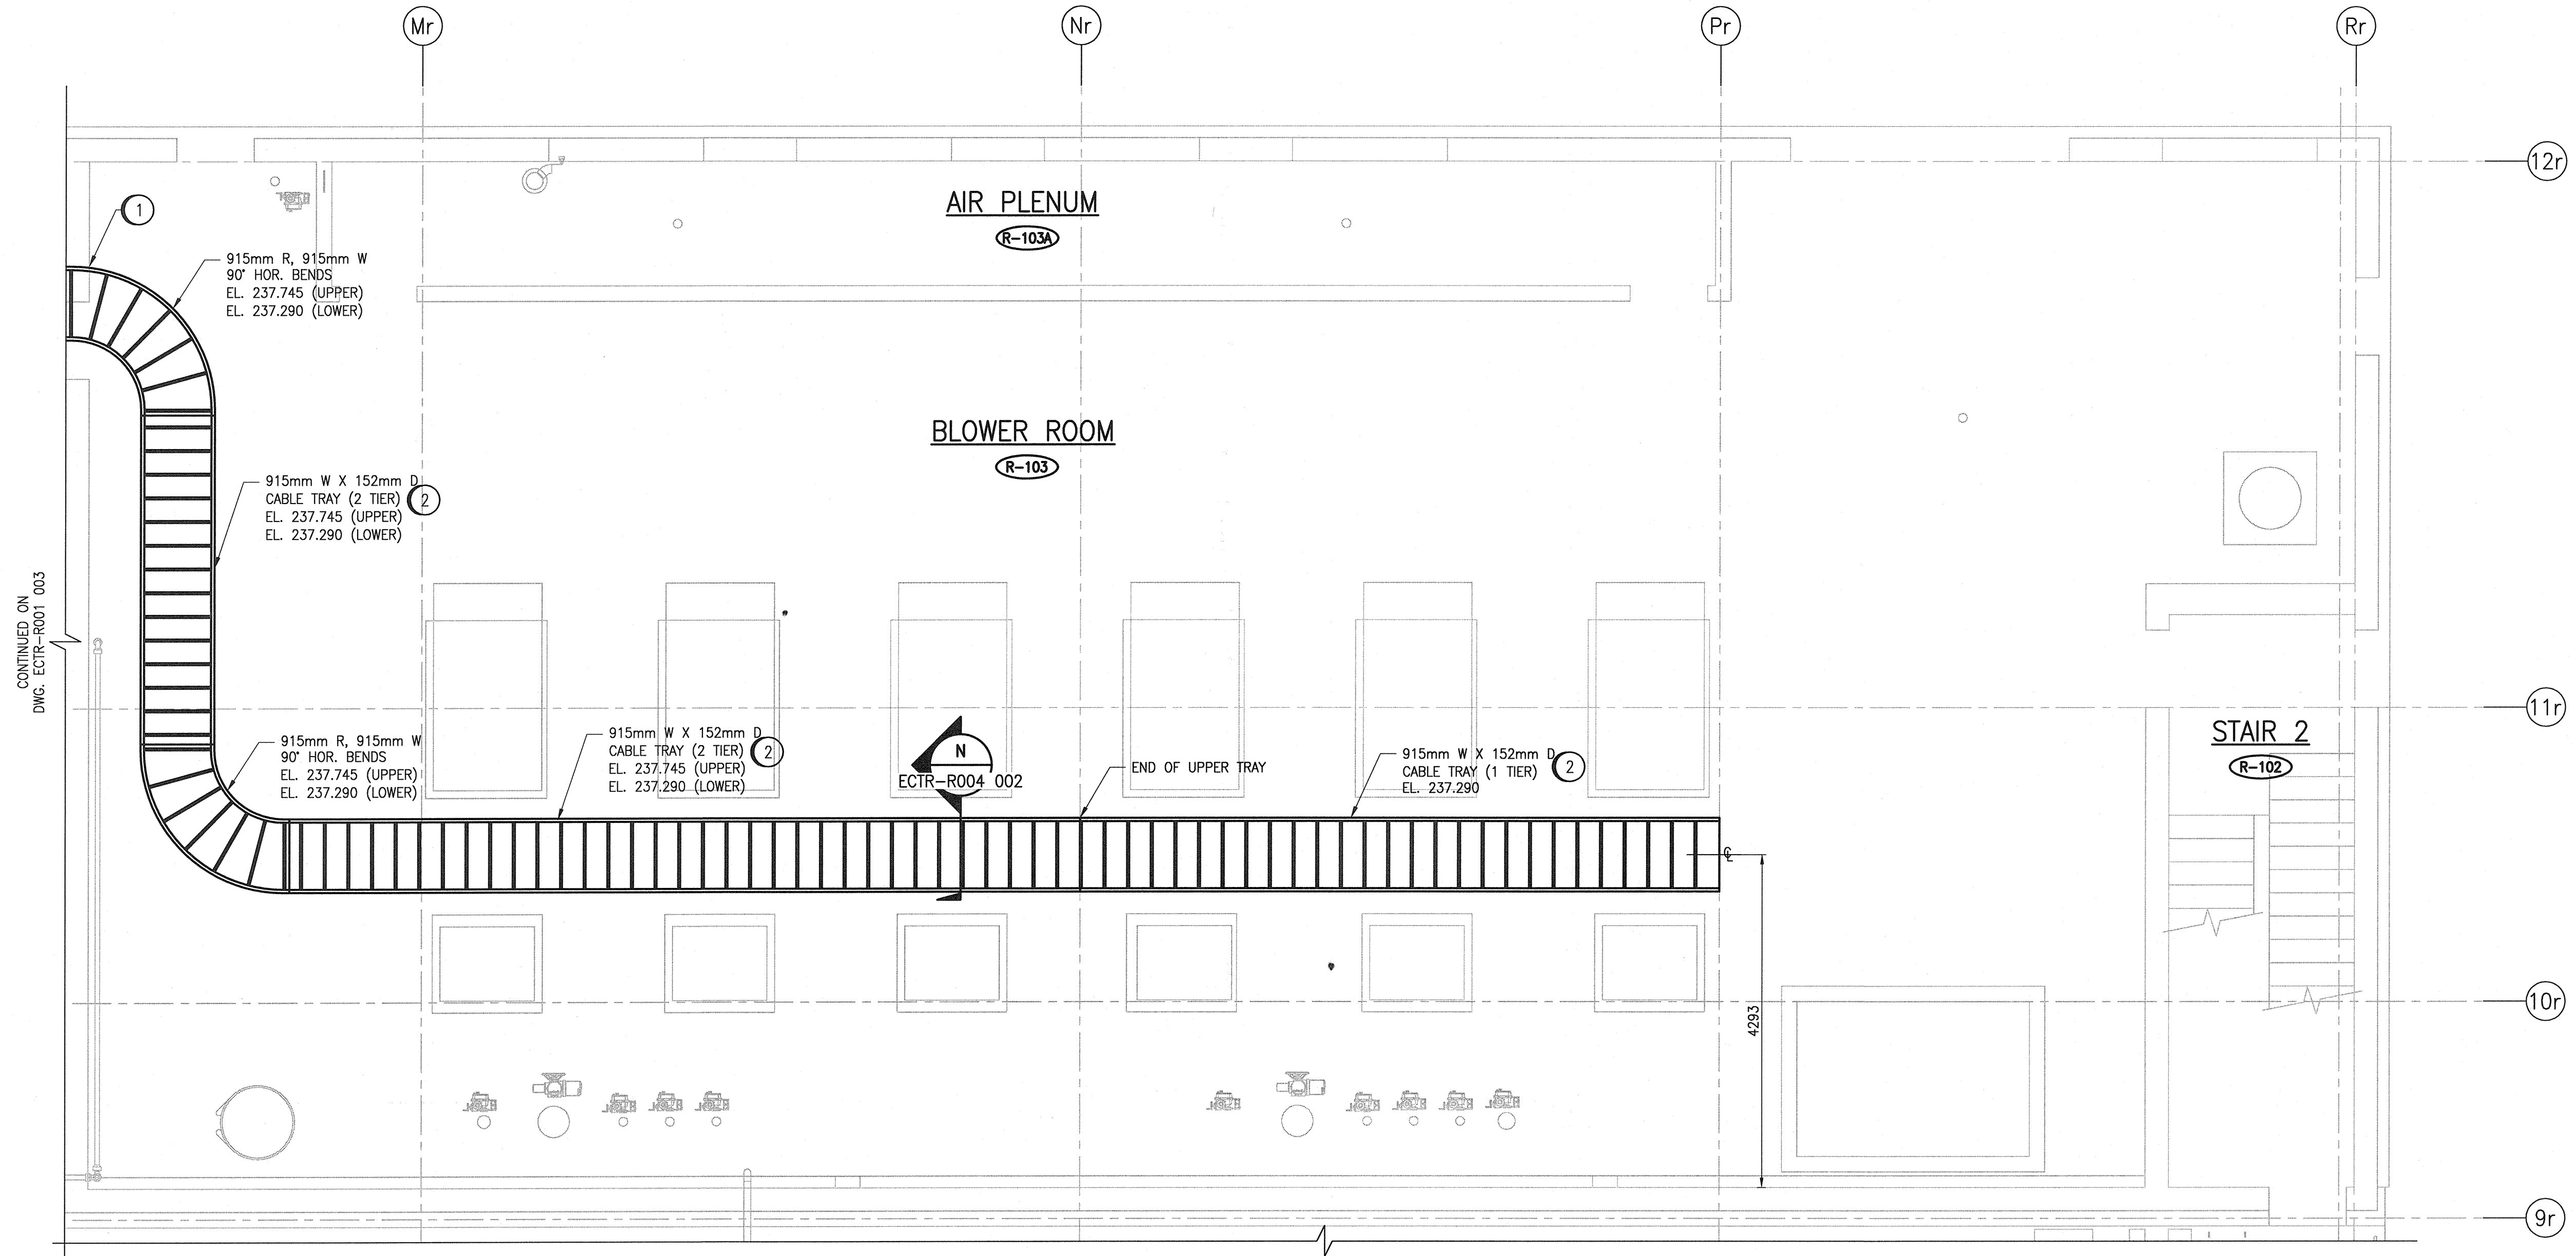 Mr
Nr
Pr
Rr
12r
AIR PLENUM
R-103A
1
915mm R, 915mm W
90° HOR. BENDS
EL. 237.745 (UPPER)
EL. 237.290 (LOWER)
BLOWER ROOM
R-103
915mm W X 152mm D
CABLE TRAY (2 TIER)
2
EL. 237.745 (UPPER)
EL. 237.290 (LOWER)
CONTINUED ON
DWG. ECTR-R001 003
11r
STAIR 2
R-102
915mm R, 915mm W
90° HOR. BENDS
EL. 237.745 (UPPER)
EL. 237.290 (LOWER)
915mm W X 152mm D
CABLE TRAY (2 TIER)
2
EL. 237.745 (UPPER)
EL. 237.290 (LOWER)
N
ECTR-R004 002
END OF UPPER TRAY
915mm W X 152mm D
CABLE TRAY (1 TIER)
2
EL. 237.290
℄
10r
4293
9r